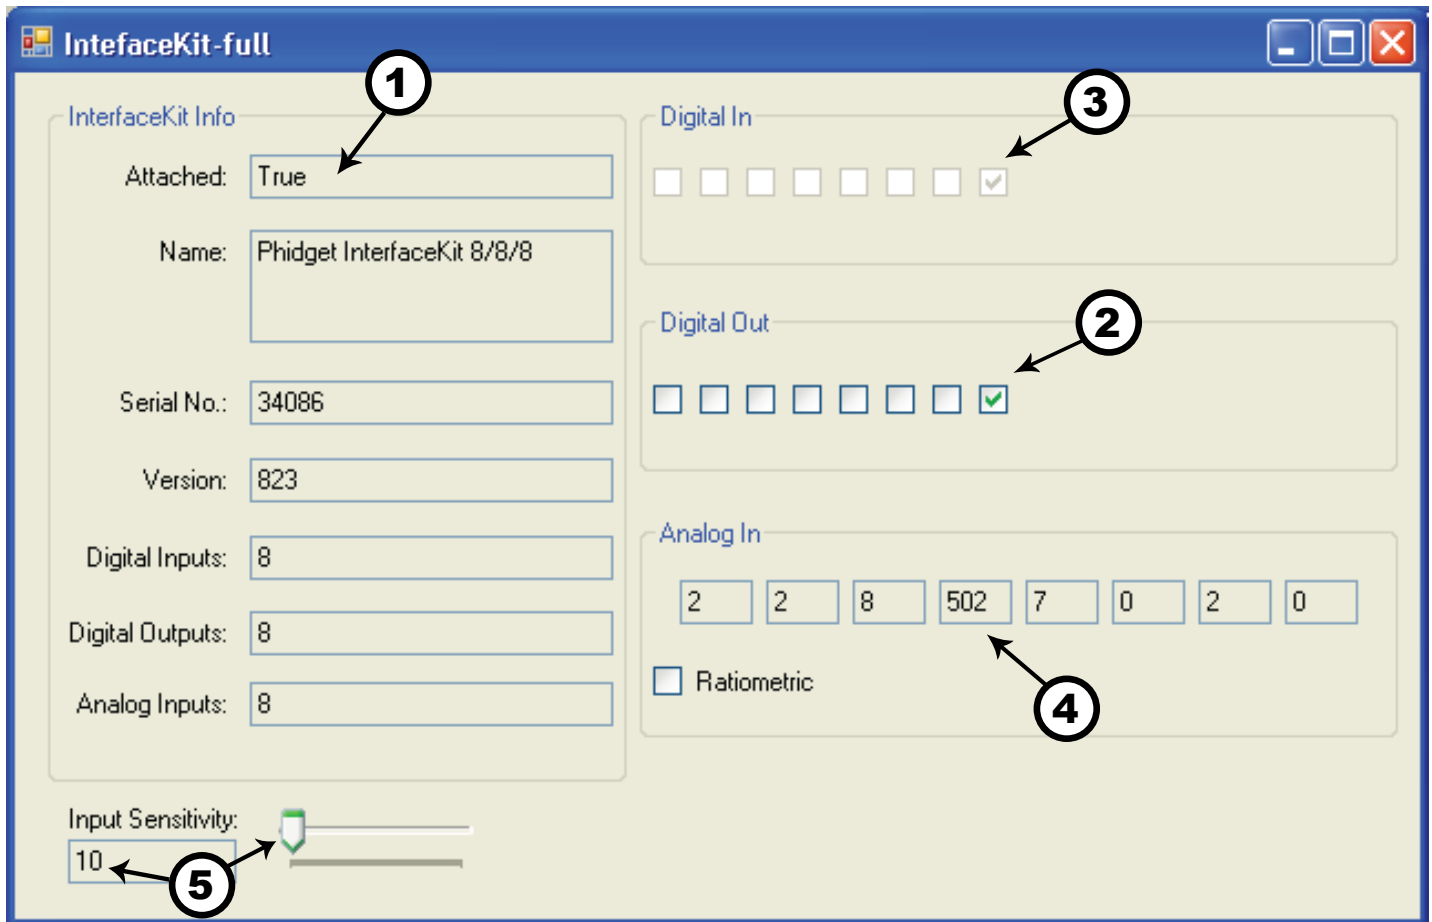 IntefaceKit-full
1
InterfaceKit Info
Attached: True
Name: Phidget InterfaceKit 8/8/8
Serial No.: 34086
Version: 823
Digital Inputs: 8
Digital Outputs: 8
Analog Inputs: 8
Input Sensitivity:
10
5
Digital In
3
Digital Out
2
Analog In
2 2 8 502 7 0 2 0
Ratiometric
4